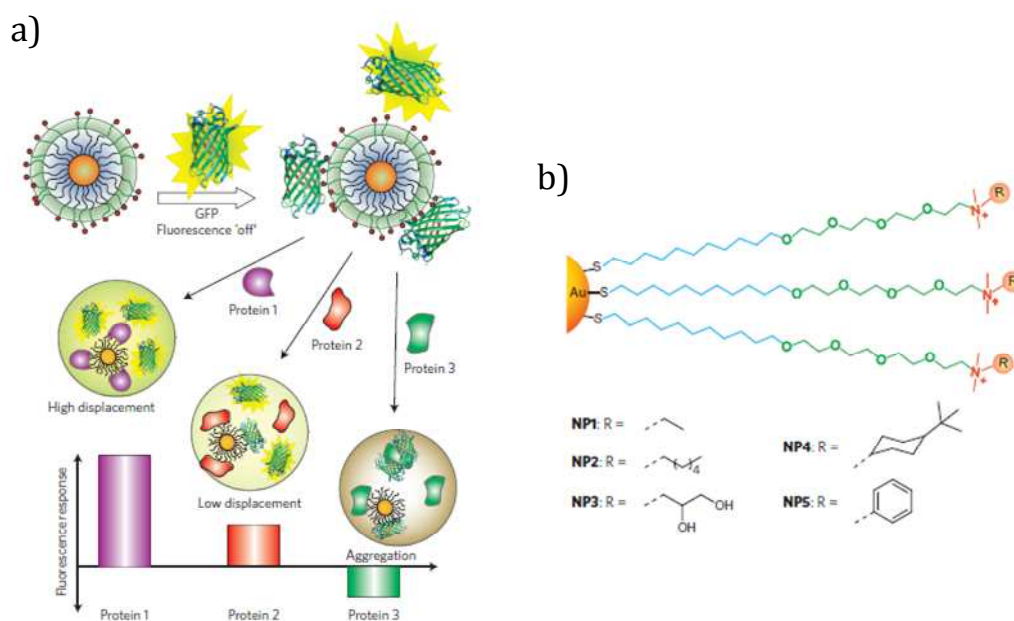 a)
GFP
Fluorescence "off"
Protein 1
Protein 2
Protein 3
High displacement
Low displacement
Aggregation
Fluorescence response
Protein 1
Protein 2
Protein 3
b)
R
S O O O O N+
R
Au S O O O O N+
R
S O O O O N+
NP1: R =
NP2: R = 4
NP3: R = OH
OH
NP4: R =
NP5: R =